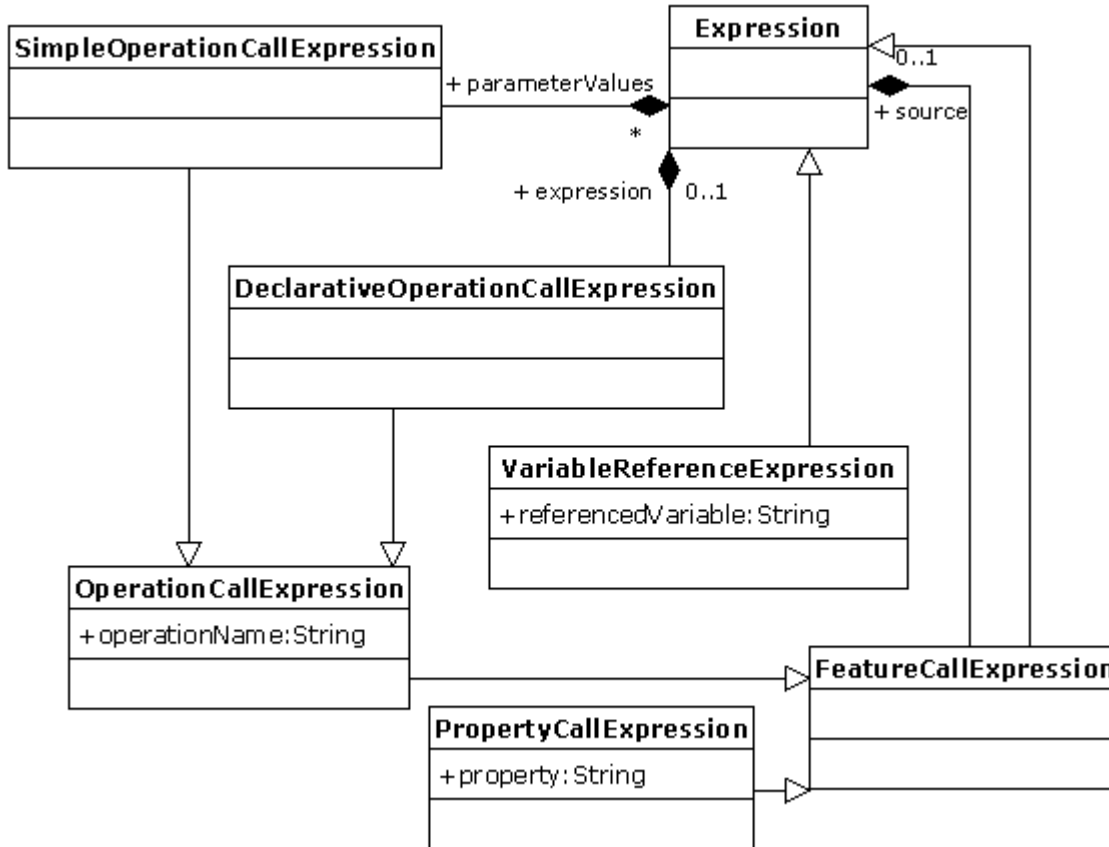 Expression
SimpleOperationCallExpression
0..1
+ parameterValues
+ source
*
+ expression
0..1
DeclarativeOperationCallExpression
VariableReferenceExpression
+referencedVariable:String
OperationCallExpression
+operationName:String
FeatureCallExpression
PropertyCallExpression
+property:String